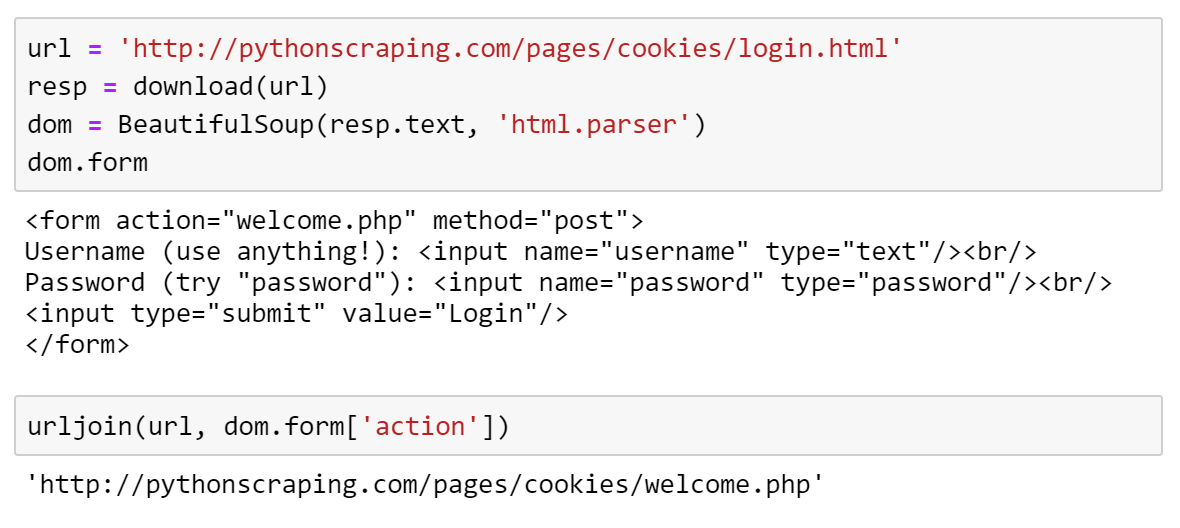 url = 'http://pythonscraping.com/pages/cookies/login.html'
resp = download(url)
dom = BeautifulSoup(resp.text, 'html.parser')
dom.form
<form action="welcome.php" method="post">
Username (use anything!): <input name="username" type="text"/><br/>
Password (try "password"): <input name="password" type="password"/><br/>
<input type="submit" value="Login"/>
</form>
urljoin(url, dom.form['action'])
'http://pythonscraping.com/pages/cookies/welcome.php'